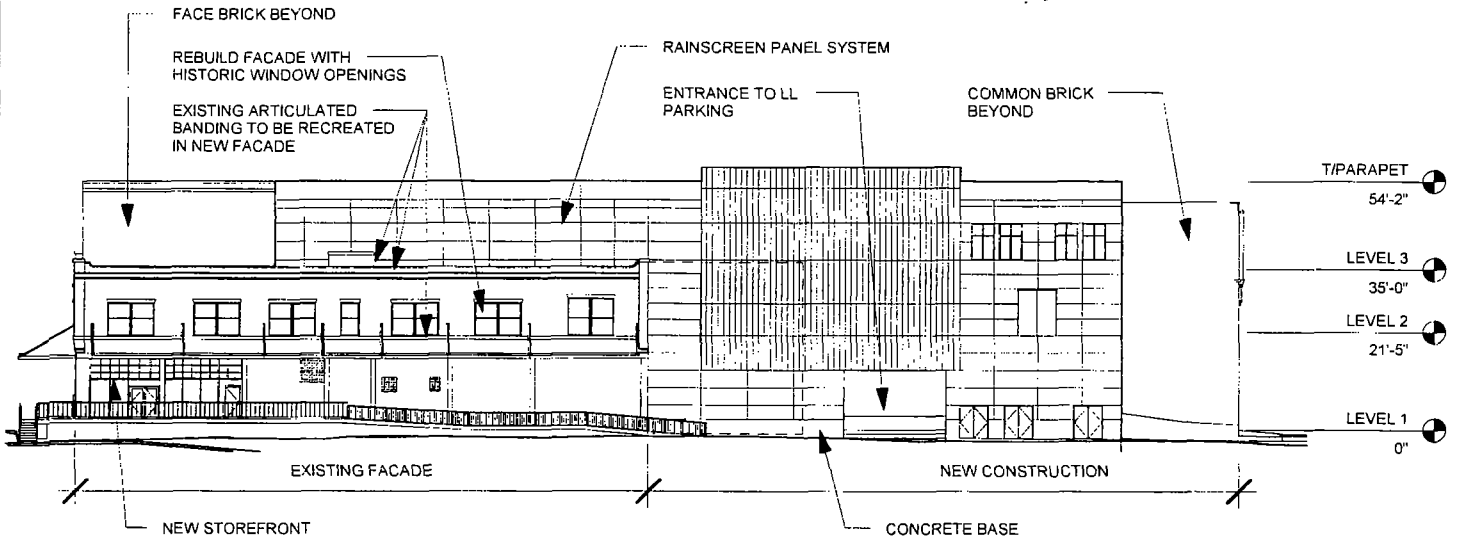 FACE BRICK BEYOND
REBUILD FACADE WITH
HISTORIC WINDOW OPENINGS
EXISTING ARTICULATED
BANDING TO BE RECREATED
IN NEW FACADE
RAINSCREEN PANEL SYSTEM
ENTRANCE TO LL
PARKING
COMMON BRICK
BEYOND
T/PARAPET
54'-2"
LEVEL 3
35'-0"
LEVEL 2
21'-5"
LEVEL 1
0"
EXISTING FACADE
NEW CONSTRUCTION
NEW STOREFRONT
CONCRETE BASE